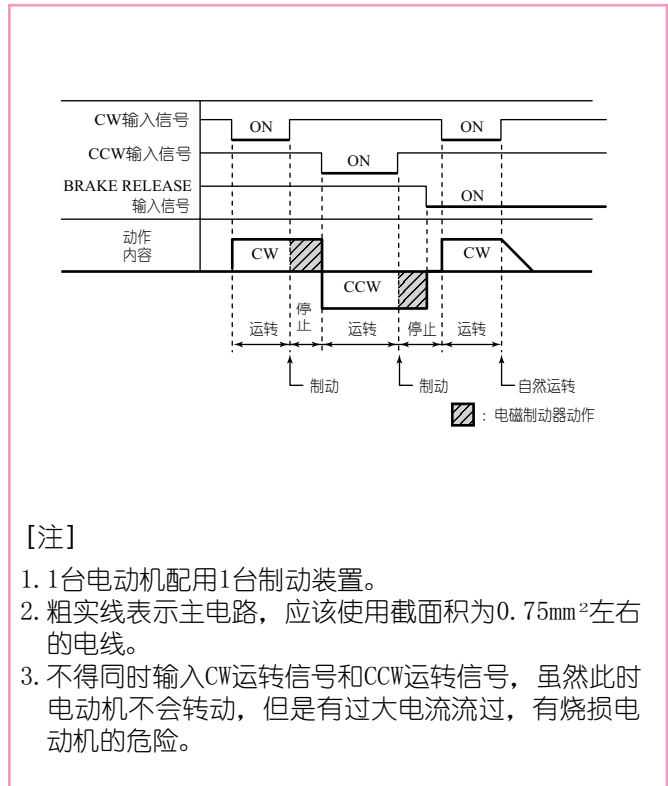 CW输入信号
ON
ON
CCW输入信号
ON
BRAKE RELEASE
输入信号
ON
动作
内容
CW
CW
CCW
停
止
运转
运转
停止
运转
制动
制动
自然运转
：电磁制动器动作
[注]
1.1台电动机配用1台制动装置。
2.粗实线表示主电路，应该使用截面积为0.75mm²左右
的电线。
3.不得同时输入CW运转信号和CCW运转信号，虽然此时
电动机不会转动，但是有过大电流流过，有烧损电
动机的危险。